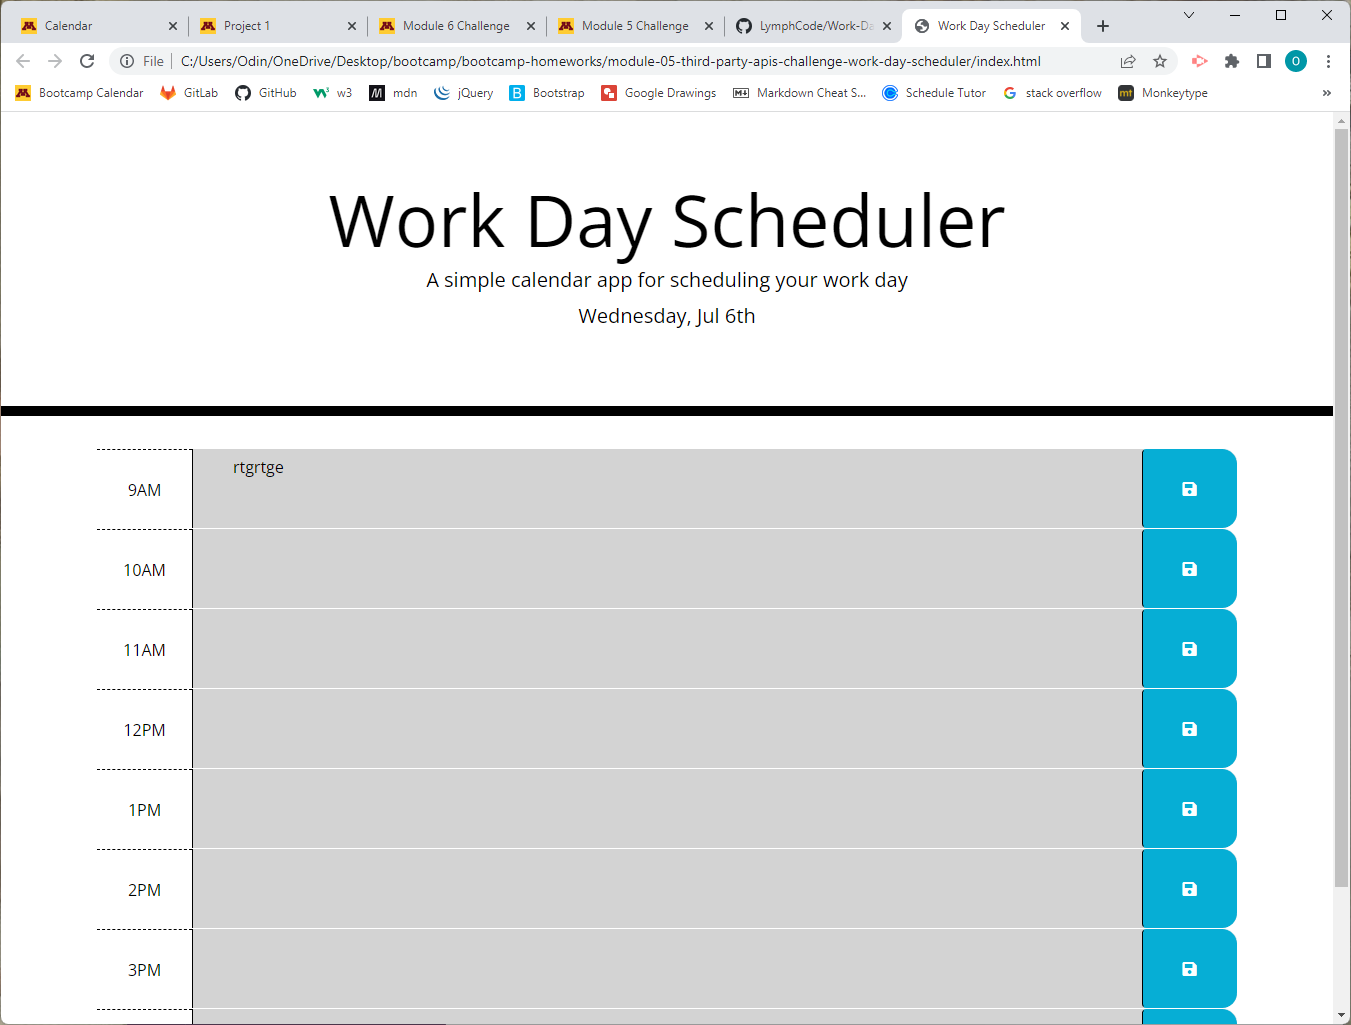 Calendar
Project 1
Module 6 Challenge
Module 5 Challenge
LymphCode/Work-Da
Work Day Scheduler
File
C:/Users/Odin/OneDrive/Desktop/bootcamp/bootcamp-homeworks/module-05-third-party-apis-challenge-work-day-scheduler/index.html
O
Bootcamp Calendar
GitLab
GitHub
w3
mdn
jQuery
Bootstrap
Google Drawings
Markdown Cheat S...
Schedule Tutor
stack overflow
mt
Monkeytype
Work Day Scheduler
A simple calendar app for scheduling your work day
Wednesday, Jul 6th
9AM
rtgrtge
10AM
11AM
12PM
1PM
2PM
3PM